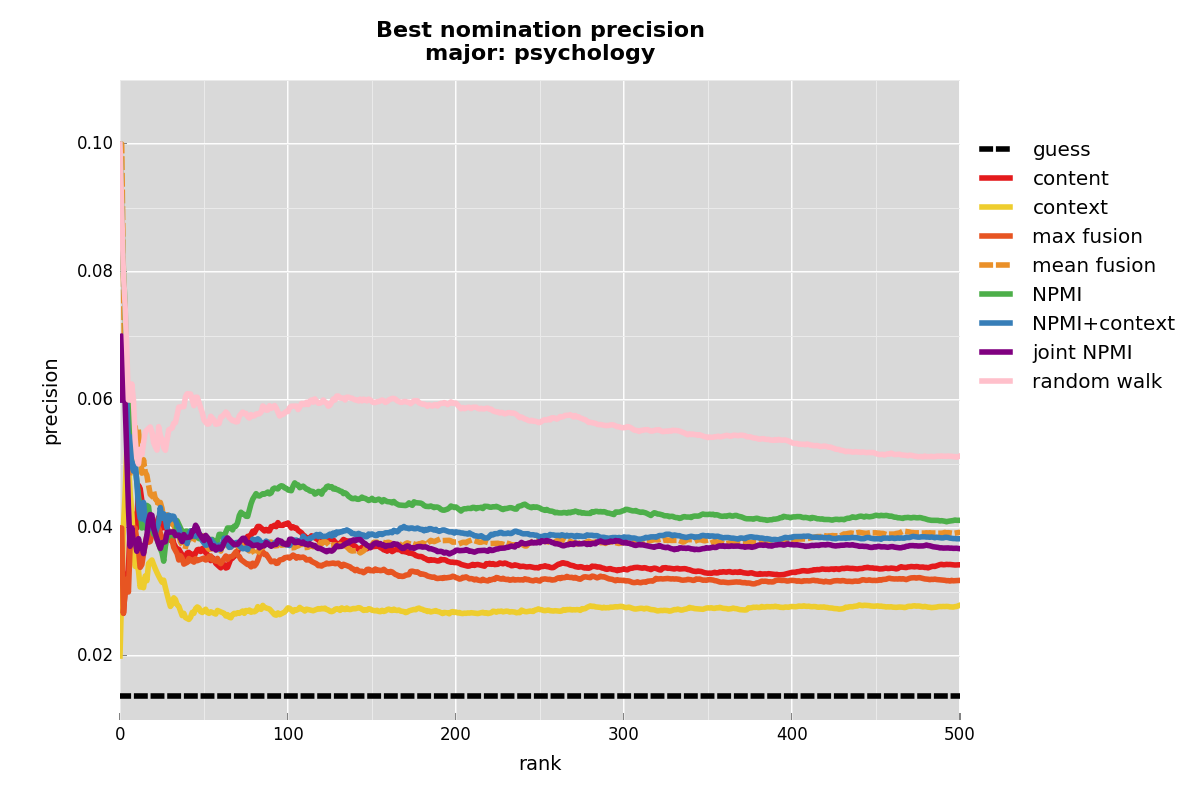 Best nomination precision
major: psychology
precision
0.10
0.08
0.06
0.04
0.02
0
100
200
300
400
500
rank
guess
content
context
max fusion
mean fusion
NPMI
NPMI+context
joint NPMI
random walk